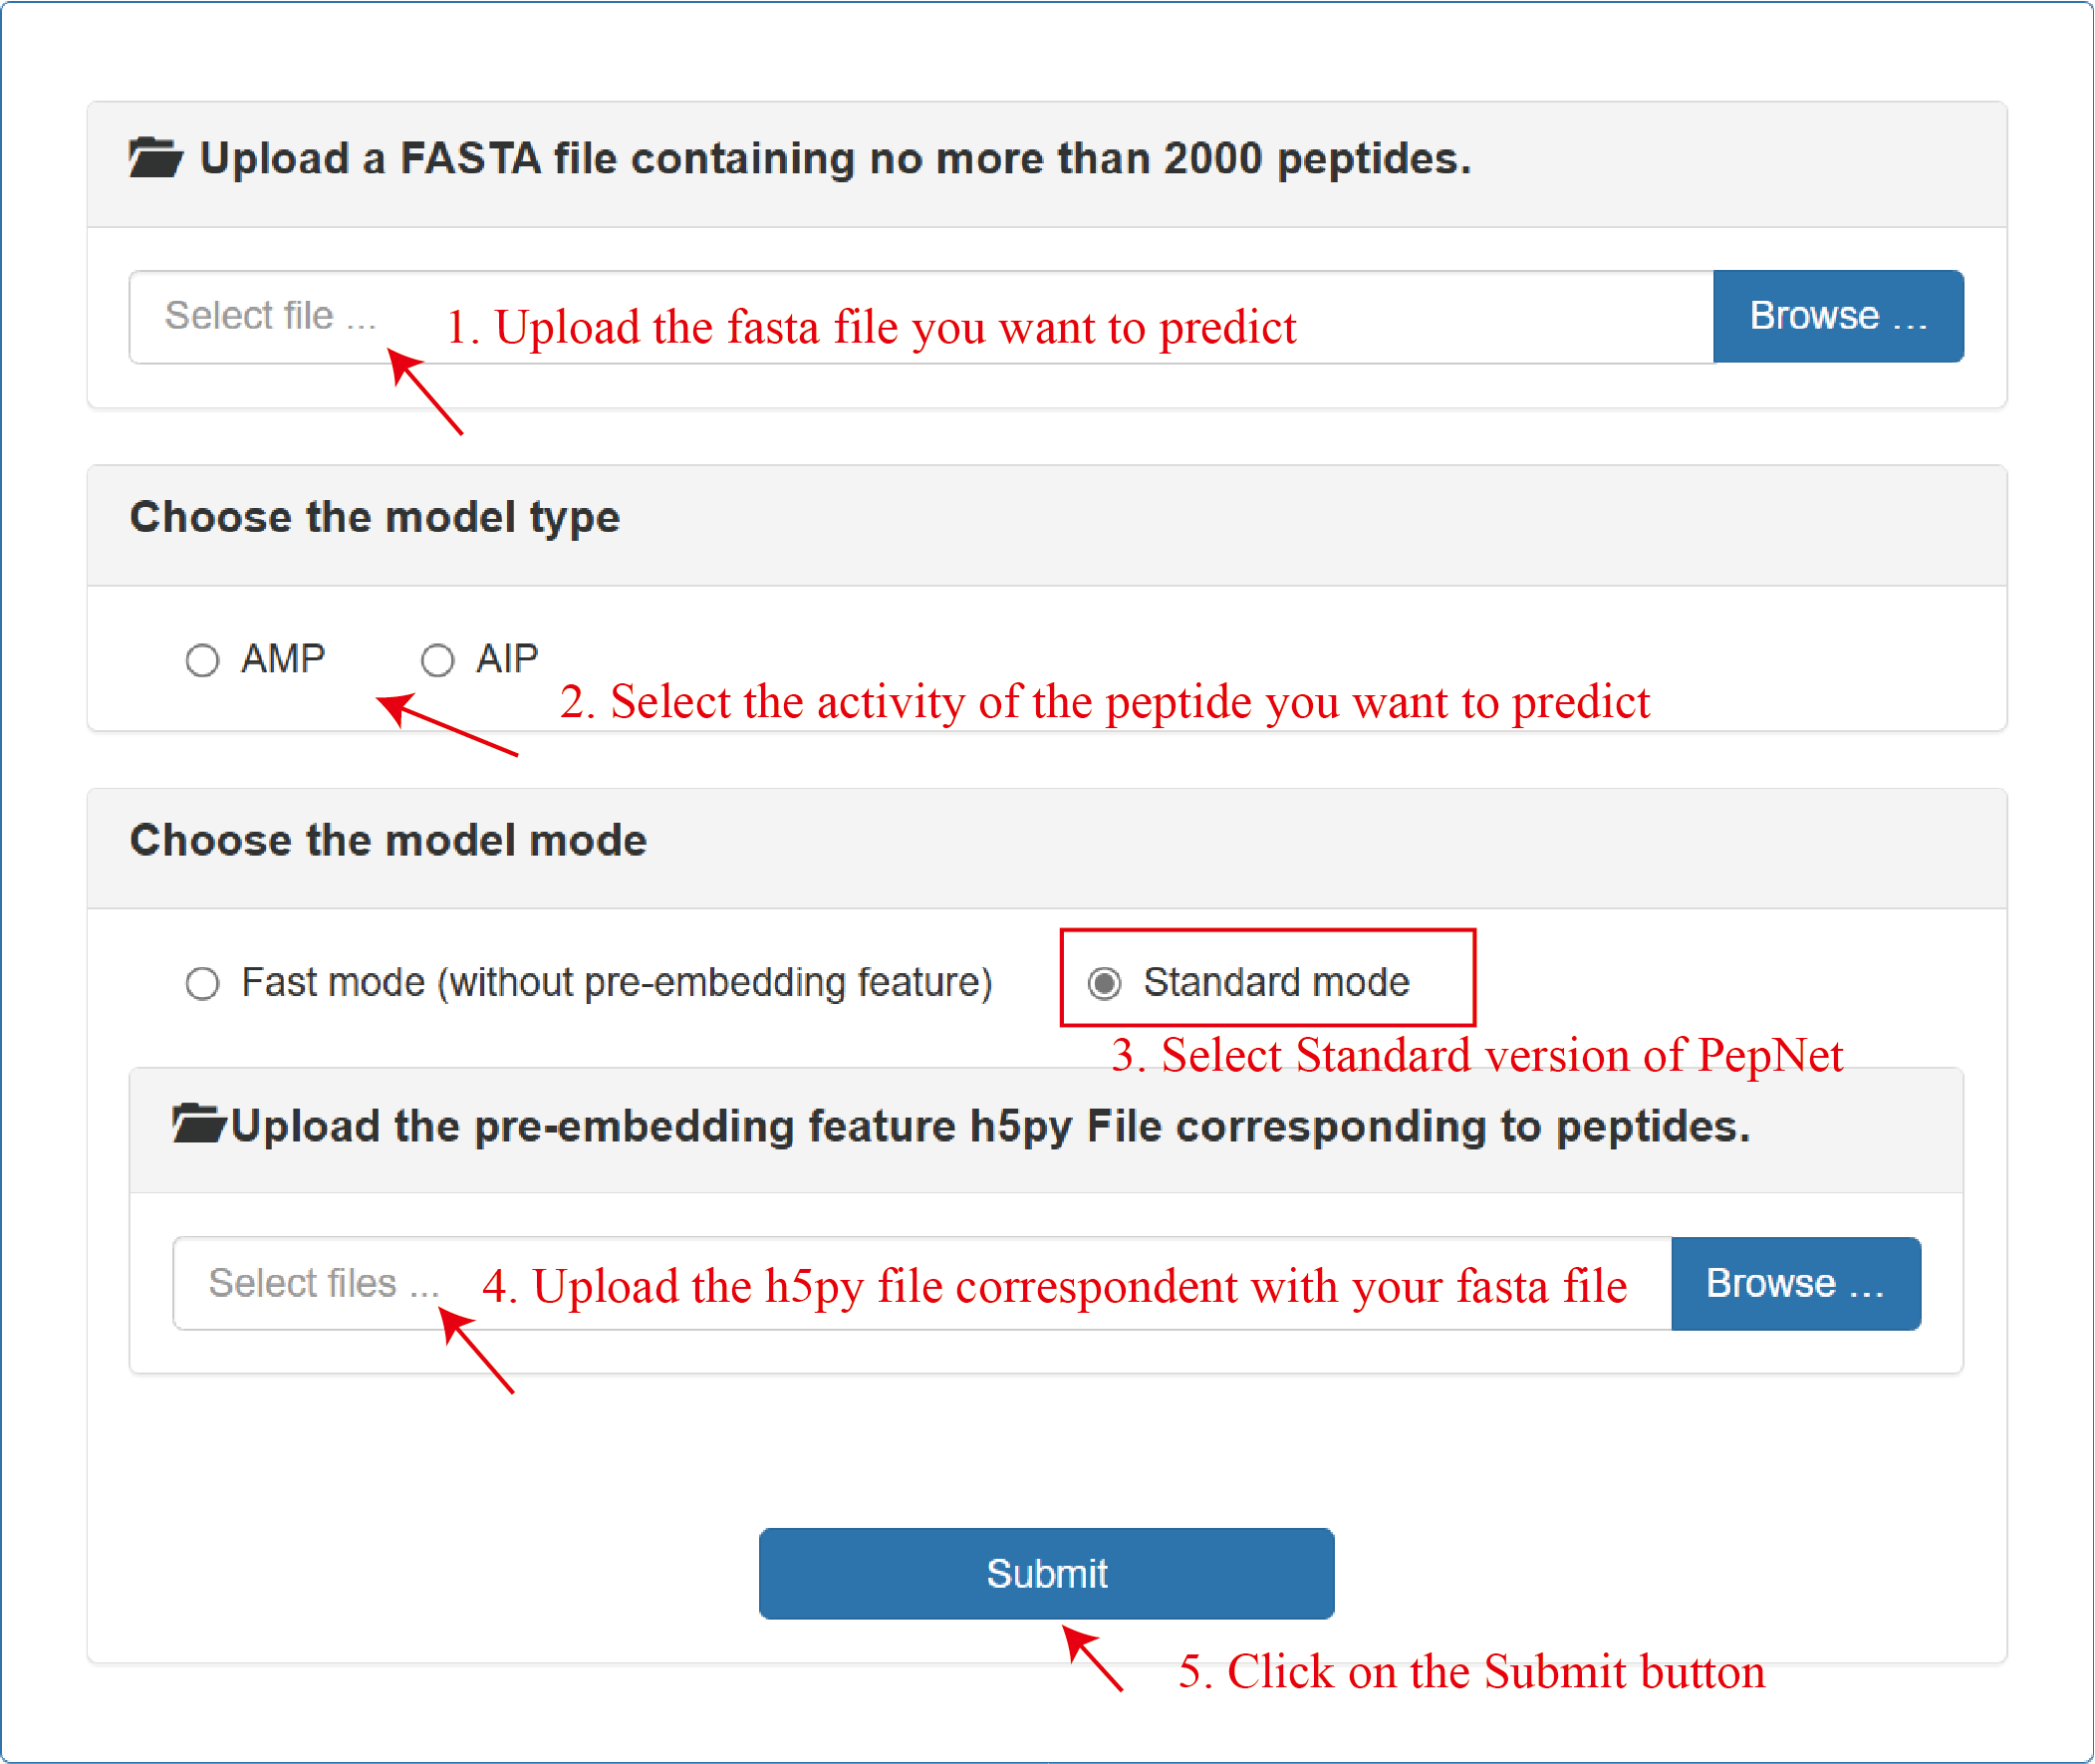 Upload a FASTA file containing no more than 2000 peptides.
Select file ...
1. Upload the fasta file you want to predict
Browse ...
Choose the model type
AMP
AIP
2. Select the activity of the peptide you want to predict
Choose the model mode
Fast mode (without pre-embedding feature)
Standard mode
3. Select Standard version of PepNet
Upload the pre-embedding feature h5py File corresponding to peptides.
Select files ...
4. Upload the h5py file correspondent with your fasta file
Browse ...
Submit
5. Click on the Submit button